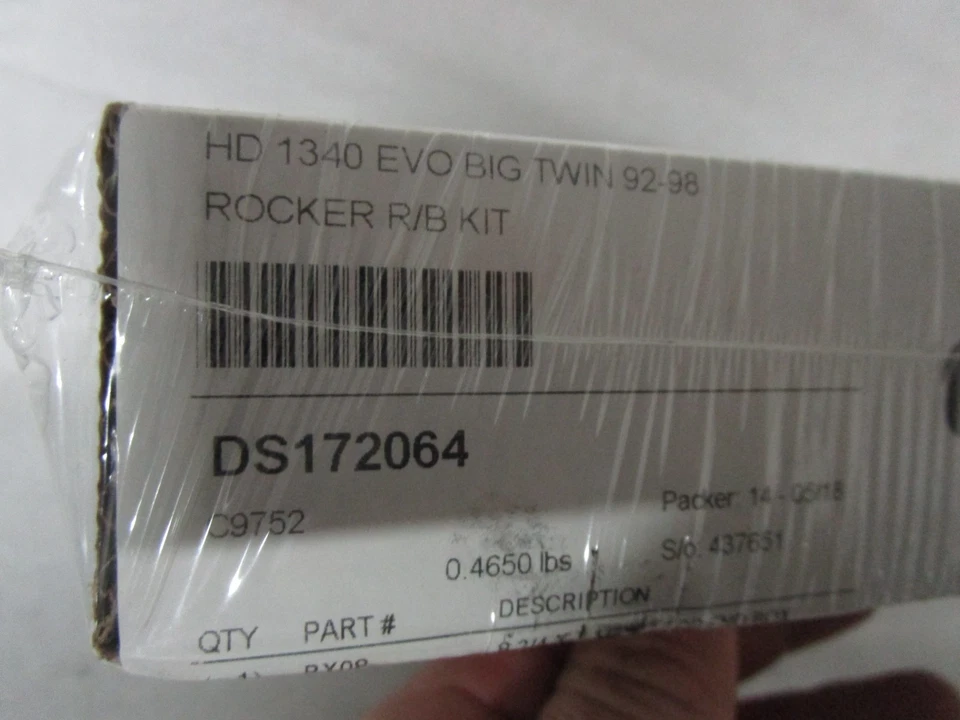 HD 1340 EVO BIG TWIN 92-98
ROCKER R/B KIT
DS172064
C9752
Packer 14 - 05/18
0.4650 lbs
S/o. 437651
QTY PART # DESCRIPTION